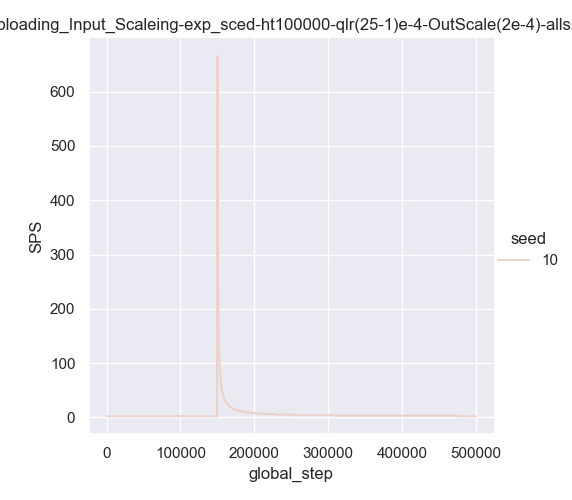 ploading_Input_Scaleing-exp_sced-ht100000-qlr(25-1)e-4-OutScale(2e-4)-alls
600
500
400
300
200
100
0
SPS
0 100000 200000 300000 400000 500000
global_step
seed
10